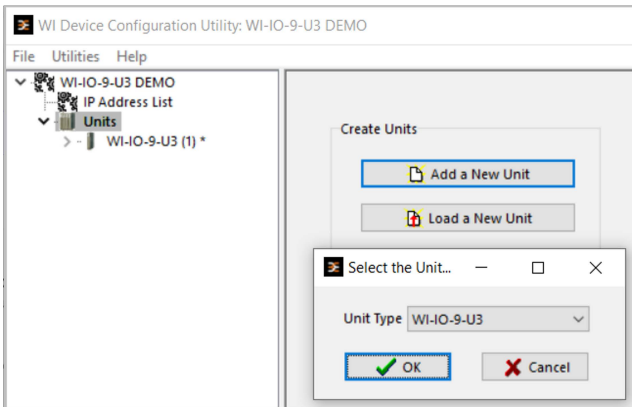 WI Device Configuration Utility: WI-IO-9-U3 DEMO
File Utilities Help
WI-IO-9-U3 DEMO
IP Address List
Units
WI-IO-9-U3 (1) *
Create Units
Add a New Unit
Load a New Unit
Select the Unit...
Unit Type WI-IO-9-U3
OK Cancel